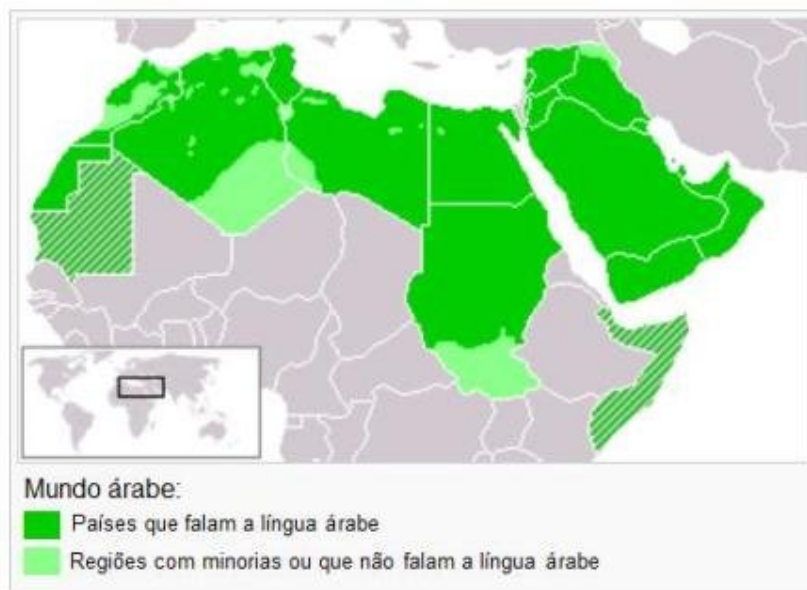 Mundo árabe:
Países que falam a língua árabe
Regiões com minorias ou que não falam a língua árabe